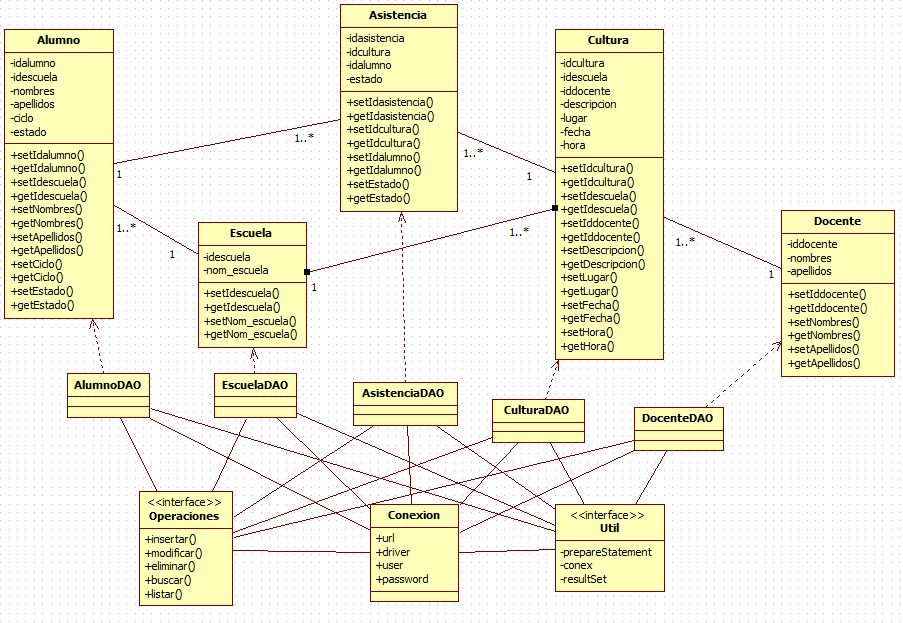 Alumno
-idalumno
-idescuela
-nombres
-apellidos
-ciclo
-estado
+setIdalumno()
+getIdalumno()
+setIdescuela()
+getIdescuela()
+setNombres()
+getNombres()
+setApellidos()
+getApellidos()
+setCiclo()
+getCiclo()
+setEstado()
+getEstado()
Asistencia
-idasistencia
-idcultura
-idalumno
-estado
+setIdasistencia()
+getIdasistencia()
+setIdcultura()
+getIdcultura()
+setIdalumno()
+getIdalumno()
+setEstado()
+getEstado()
Cultura
-idcultura
-idescuela
-iddocente
-descripcion
-lugar
-fecha
-hora
+setIdcultura()
+getIdcultura()
+setIdescuela()
+getIdescuela()
+setIddocente()
+getIddocente()
+setDescripcion()
+getDescripcion()
+setLugar()
+getLugar()
+setFecha()
+getFecha()
+setHora()
+getHora()
Docente
-iddocente
-nombres
-apellidos
+setIddocente()
+getIddocente()
+setNombres()
+getNombres()
+setApellidos()
+getApellidos()
Escuela
-idescuela
-nom_escuela
+setIdescuela()
+getIdescuela()
+setNom_escuela()
+getNom_escuela()
1
1..*
1..*
1
1..*
1
1
1..*
1..*
1
AlumnoDAO
EscuelaDAO
AsistenciaDAO
CulturaDAO
DocenteDAO
<<interface>>
Operaciones
+insertar()
+modificar()
+eliminar()
+buscar()
+listar()
Conexion
+url
+driver
+user
+password
<<interface>>
Util
-prepareStatement
-conex
-resultSet